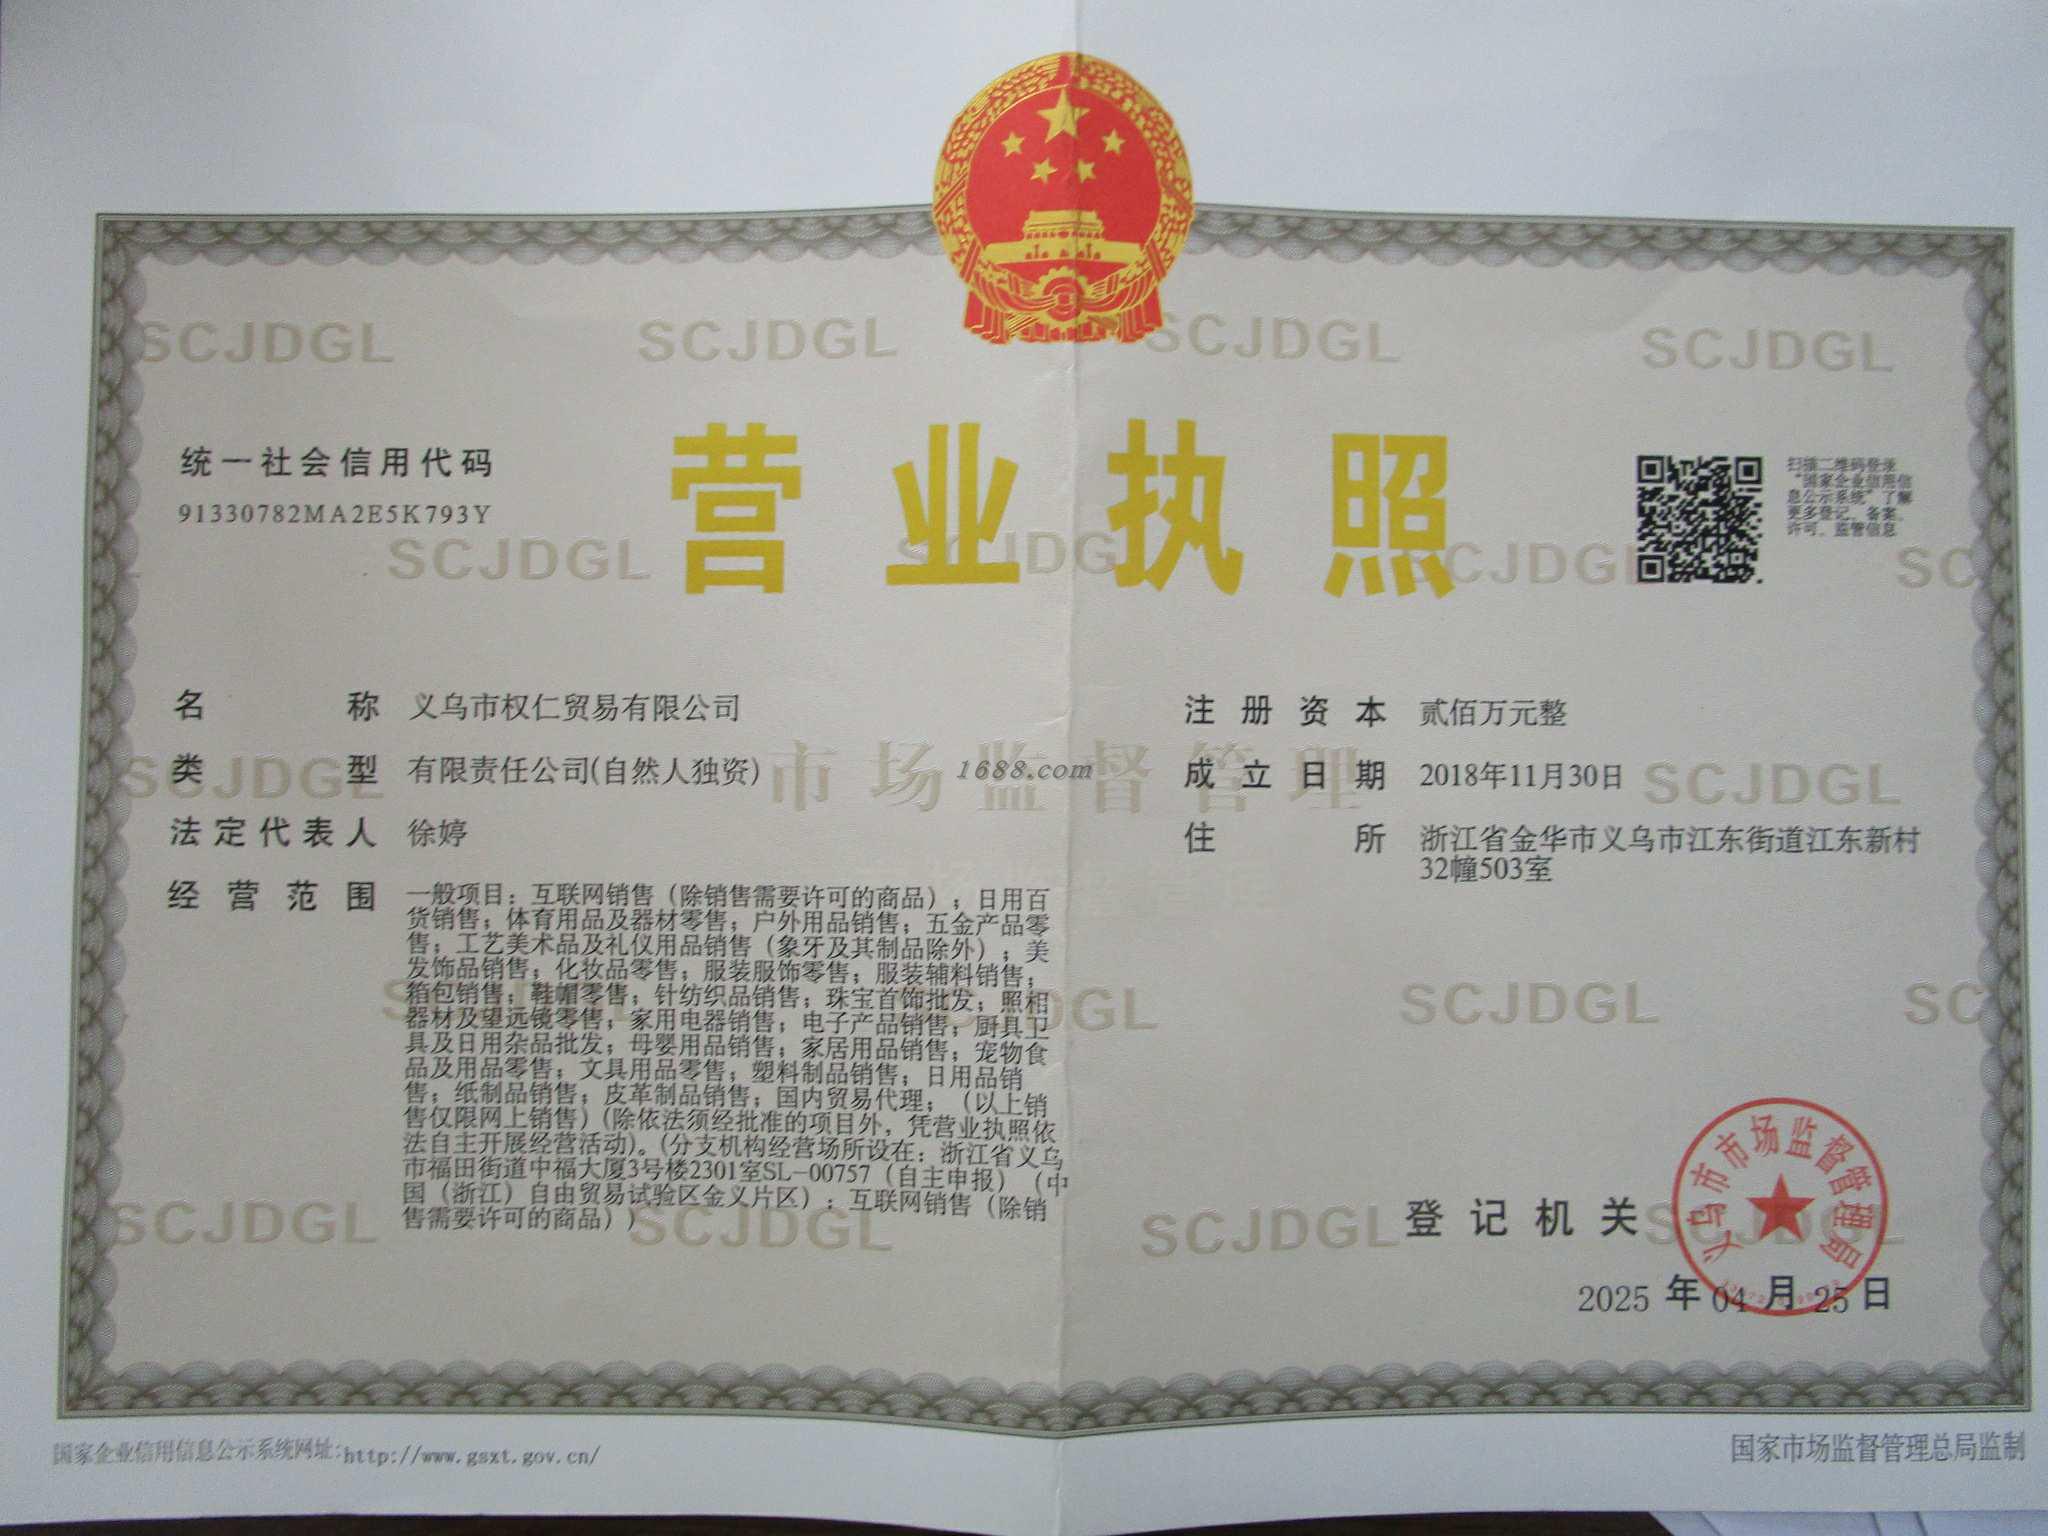 统一社会信用代码
91330782MA2E5K793Y
营业执照
扫描二维码登录
“国家企业信用信
息公示系统”了解
更多登记、备案、
许可、监管信息
名称 义乌市权仁贸易有限公司
类型 有限责任公司(自然人独资)
法定代表人 徐婷
经营范围 一般项目：互联网销售（除销售需要许可的商品）；日用百
货销售；体育用品及器材零售；户外用品销售；五金产品零
售；工艺美术品及礼仪用品销售（象牙及其制品除外）；美
发饰品销售；化妆品零售；服装服饰零售；服装辅料销售；
箱包销售；鞋帽零售；针纺织品销售；珠宝首饰批发；照相
器材及望远镜零售；家用电器销售；电子产品销售；厨具卫
具及日用杂品批发；母婴用品销售；家居用品销售；宠物食
品及用品零售；文具用品零售；塑料制品销售；日用品销
售；纸制品销售；皮革制品销售；国内贸易代理；（以上销
售仅限网上销售）(除依法须经批准的项目外，凭营业执照依
法自主开展经营活动)。(分支机构经营场所设在：浙江省义乌
市福田街道中福大厦3号楼2301室SL-00757（自主申报）（中
国（浙江）自由贸易试验区金义片区）：互联网销售（除销
售需要许可的商品）)
注册资本 贰佰万元整
成立日期 2018年11月30日
住所 浙江省金华市义乌市江东街道江东新村
32幢503室
1688.com
市场监督管理
SCJDGL
登记机关
义乌市市场监督管理局
2025 年 04 月 25 日
国家企业信用信息公示系统网址：http://www.gsxt.gov.cn/
国家市场监督管理总局监制